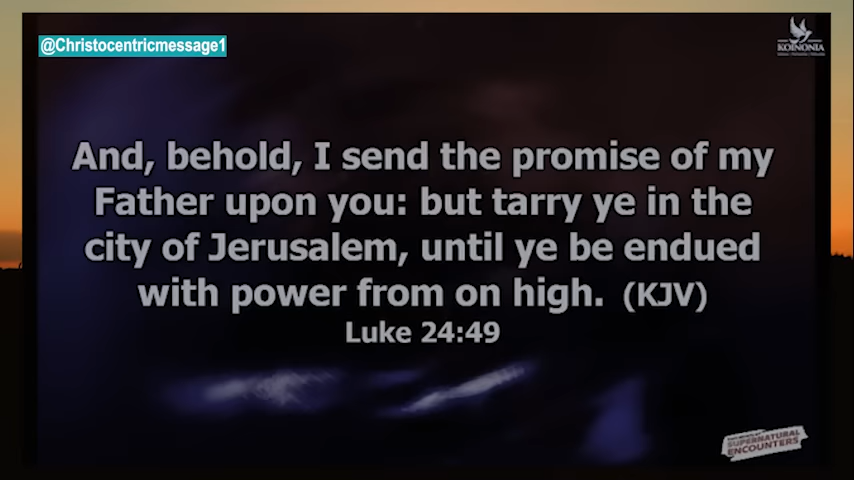 @Christocentricmessage1
KOINONIA
And, behold, I send the promise of my
Father upon you: but tarry ye in the
city of Jerusalem, until ye be endued
with power from on high. (KJV)
Luke 24:49
SUPERNATURAL
ENCOUNTERS